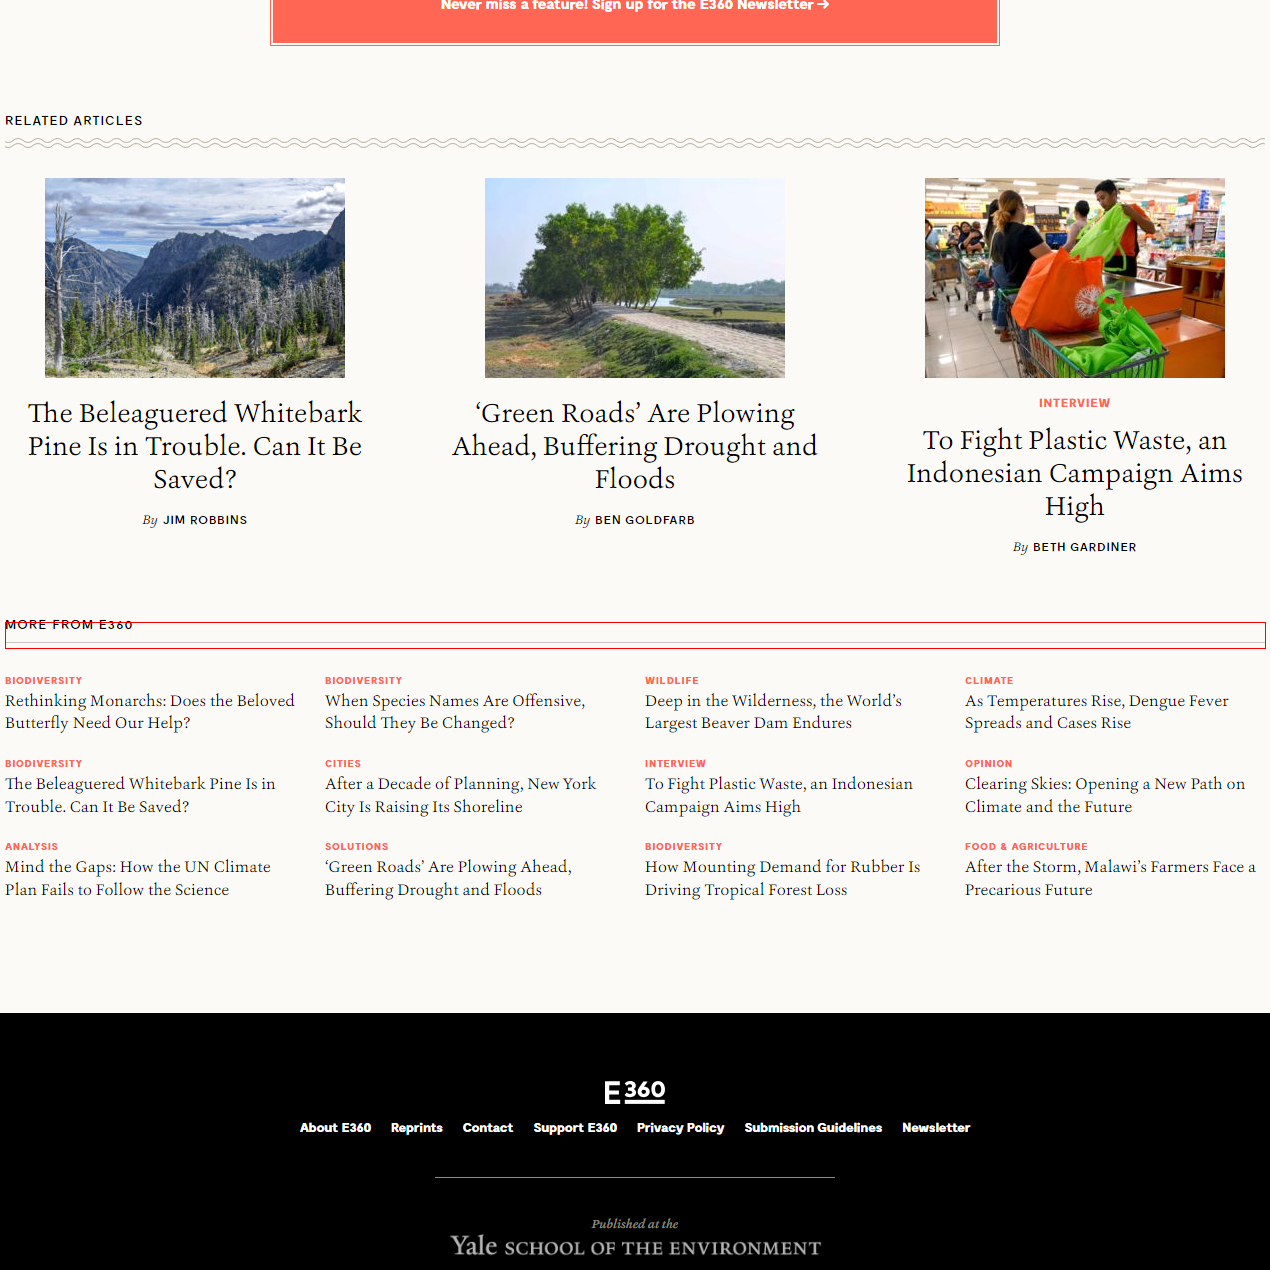 Never miss a feature! Sign up for the E360 Newsletter →
RELATED ARTICLES
The Beleaguered Whitebark
Pine Is in Trouble. Can It Be
Saved?
By JIM ROBBINS
‘Green Roads’ Are Plowing
Ahead, Buffering Drought and
Floods
By BEN GOLDFARB
INTERVIEW
To Fight Plastic Waste, an
Indonesian Campaign Aims
High
By BETH GARDINER
MORE FROM E360
BIODIVERSITY
Rethinking Monarchs: Does the Beloved
Butterfly Need Our Help?
BIODIVERSITY
When Species Names Are Offensive,
Should They Be Changed?
WILDLIFE
Deep in the Wilderness, the World’s
Largest Beaver Dam Endures
CLIMATE
As Temperatures Rise, Dengue Fever
Spreads and Cases Rise
BIODIVERSITY
The Beleaguered Whitebark Pine Is in
Trouble. Can It Be Saved?
CITIES
After a Decade of Planning, New York
City Is Raising Its Shoreline
INTERVIEW
To Fight Plastic Waste, an Indonesian
Campaign Aims High
OPINION
Clearing Skies: Opening a New Path on
Climate and the Future
ANALYSIS
Mind the Gaps: How the UN Climate
Plan Fails to Follow the Science
SOLUTIONS
‘Green Roads’ Are Plowing Ahead,
Buffering Drought and Floods
BIODIVERSITY
How Mounting Demand for Rubber Is
Driving Tropical Forest Loss
FOOD & AGRICULTURE
After the Storm, Malawi’s Farmers Face a
Precarious Future
E360
About E360 Reprints Contact Support E360 Privacy Policy Submission Guidelines Newsletter
Published at the
Yale SCHOOL OF THE ENVIRONMENT